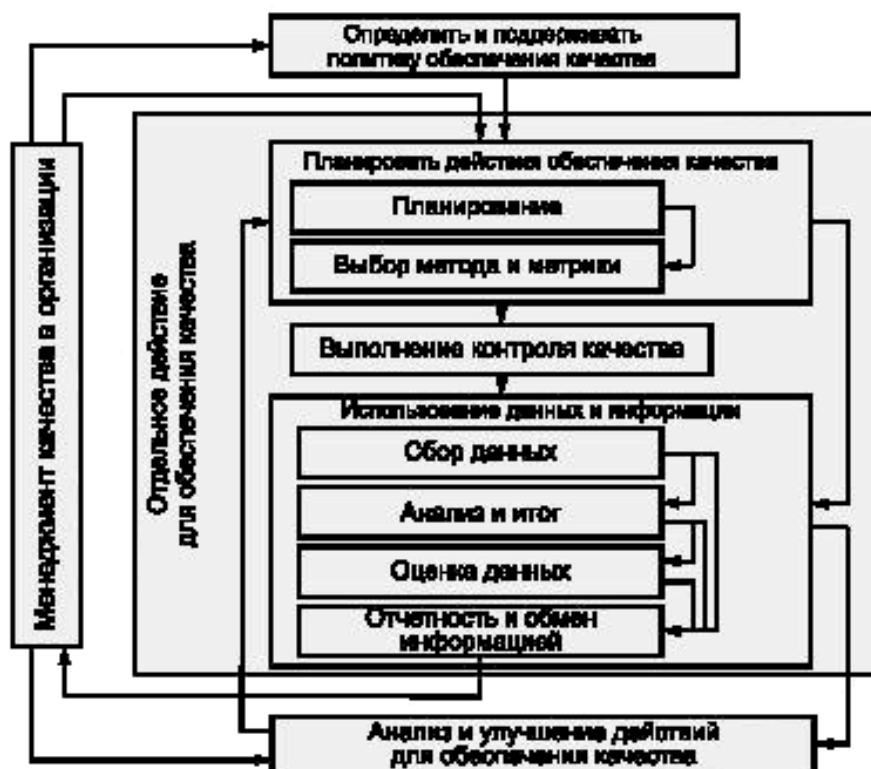 Определить и поддерживать
политику обеспечения качества
Менеджмент качества в организации
Отдельное действие
для обеспечения качества
Планировать действия обеспечения качества
Планирование
Выбор метода и метрики
Выполнение контроля качества
Использование данных и информации
Сбор данных
Анализ и итог
Оценка данных
Отчетность и обмен
информацией
Анализ и улучшение действий
для обеспечения качества